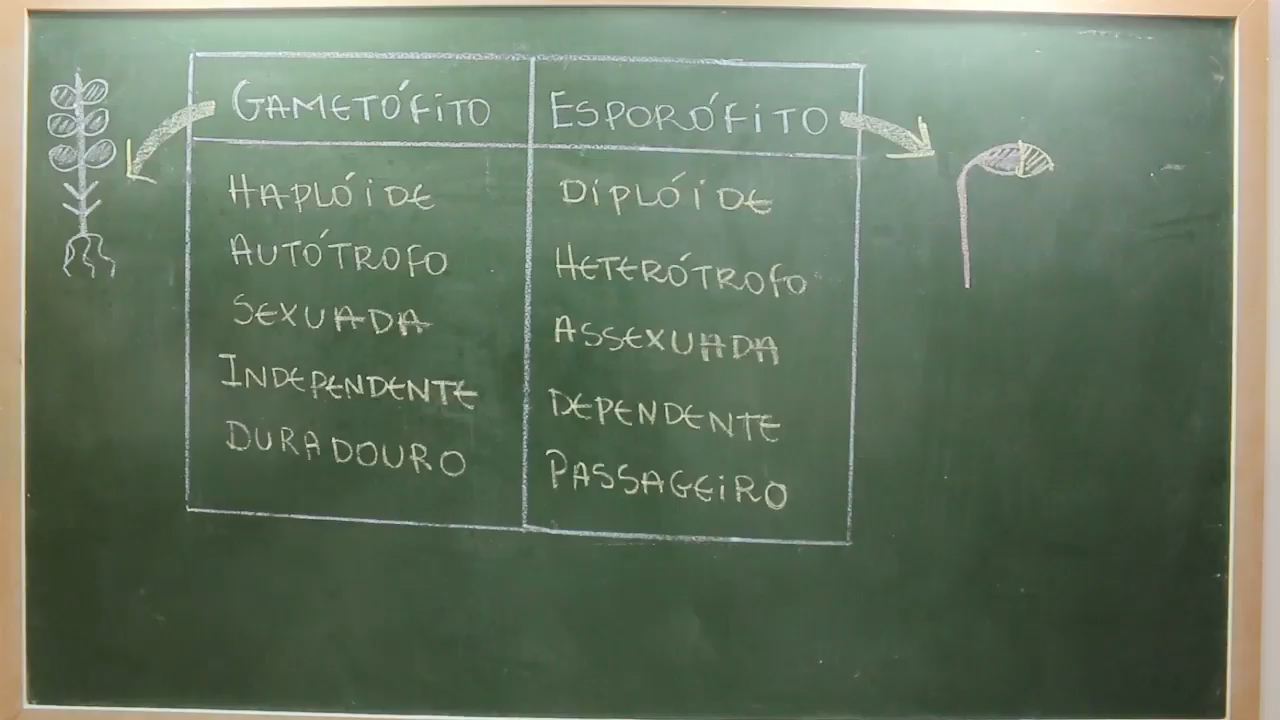 GAMETÓFITO
ESPORÓFITO
HAPLÓIDE
DIPLÓIDE
AUTÓTROFO
HETERÓTROFO
SEXUADA
ASSEXUADA
INDEPENDENTE
DEPENDENTE
DURADOURO
PASSAGEIRO